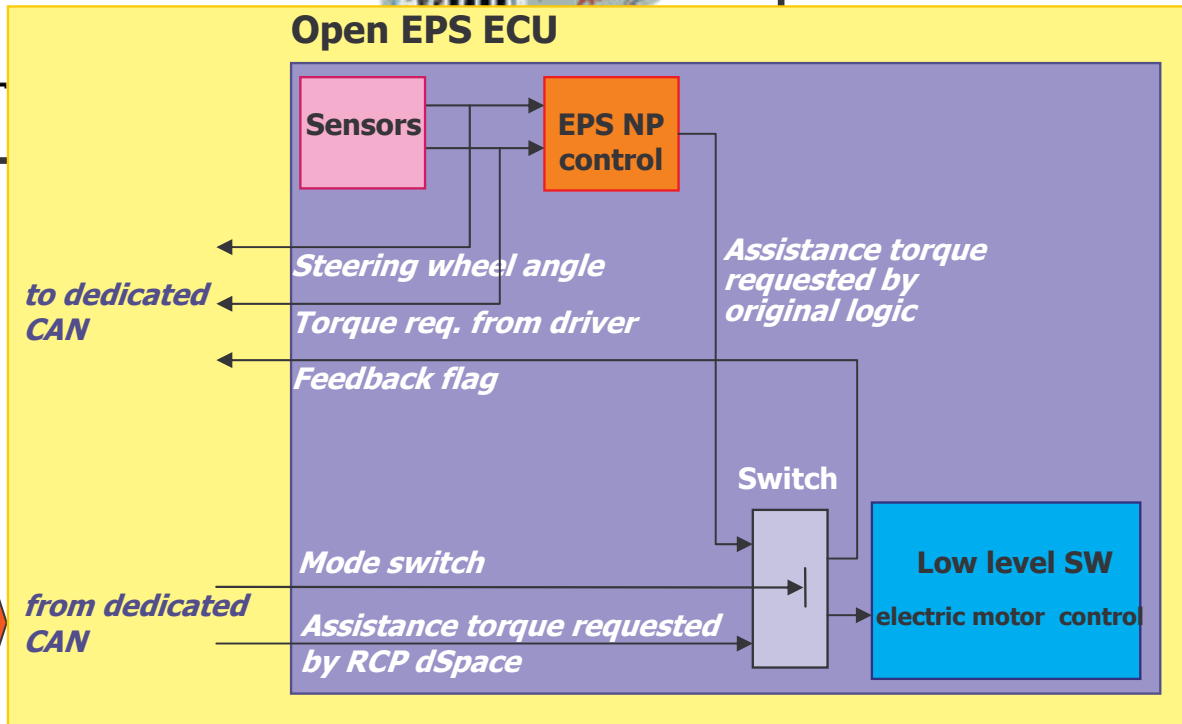 Open EPS ECU
Sensors
EPS NP
control
Steering wheel angle
Assistance torque
requested by
original logic
to dedicated
CAN
Torque req. from driver
Feedback flag
Switch
Mode switch
Low level SW
electric motor control
from dedicated
CAN
Assistance torque requested
by RCP dSpace